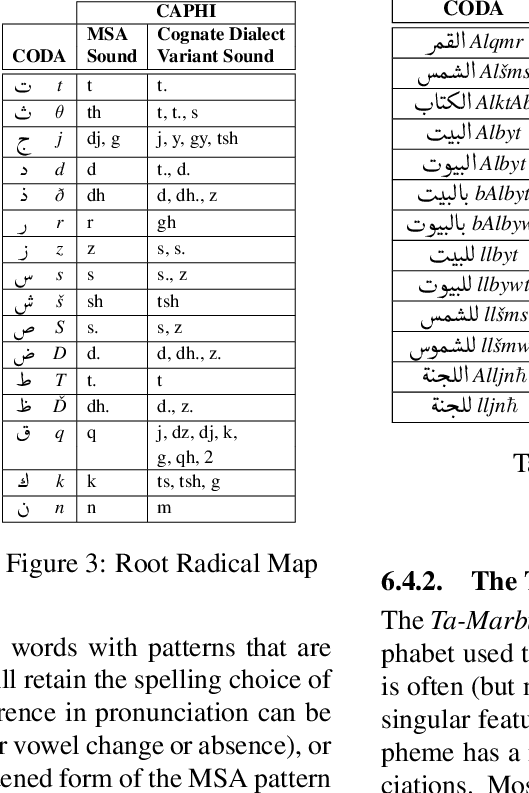 CAPHI
CODA MSA Sound Cognate Dialect Variant Sound
ت t t t.
ث θ th t, t., s
ج j dj, g j, y, gy, tsh
د d d t., d.
ذ ð dh d, dh., z
ر r r gh
ز z z s, s.
س s s s., z
ش š sh tsh
ص S s. s, z
ض D d. d, dh., z.
ط T t. t
ظ Ď dh. d., z.
ق q q j, dz, dj, k,
g, qh, 2
ك k k ts, tsh, g
ن n n m
Figure 3: Root Radical Map
words with patterns that are
ll retain the spelling choice of
rence in pronunciation can be
r vowel change or absence), or
tened form of the MSA pattern
CODA
القمر Alqmr
الشمس Alšms
الكتاب AlktAb
البيت Albyt
البيوت Albyt
بالبيت bAlbyt
بالبيوت bAlbyw
للبيت llbyt
للبيوت llbywt
للشمس llšms
للشموس llšmw
اللجنة Alljnħ
للجنة lljnħ
Ta
6.4.2. The T
The Ta-Marb
phabet used t
is often (but n
singular featu
pheme has a
ciations. Mos